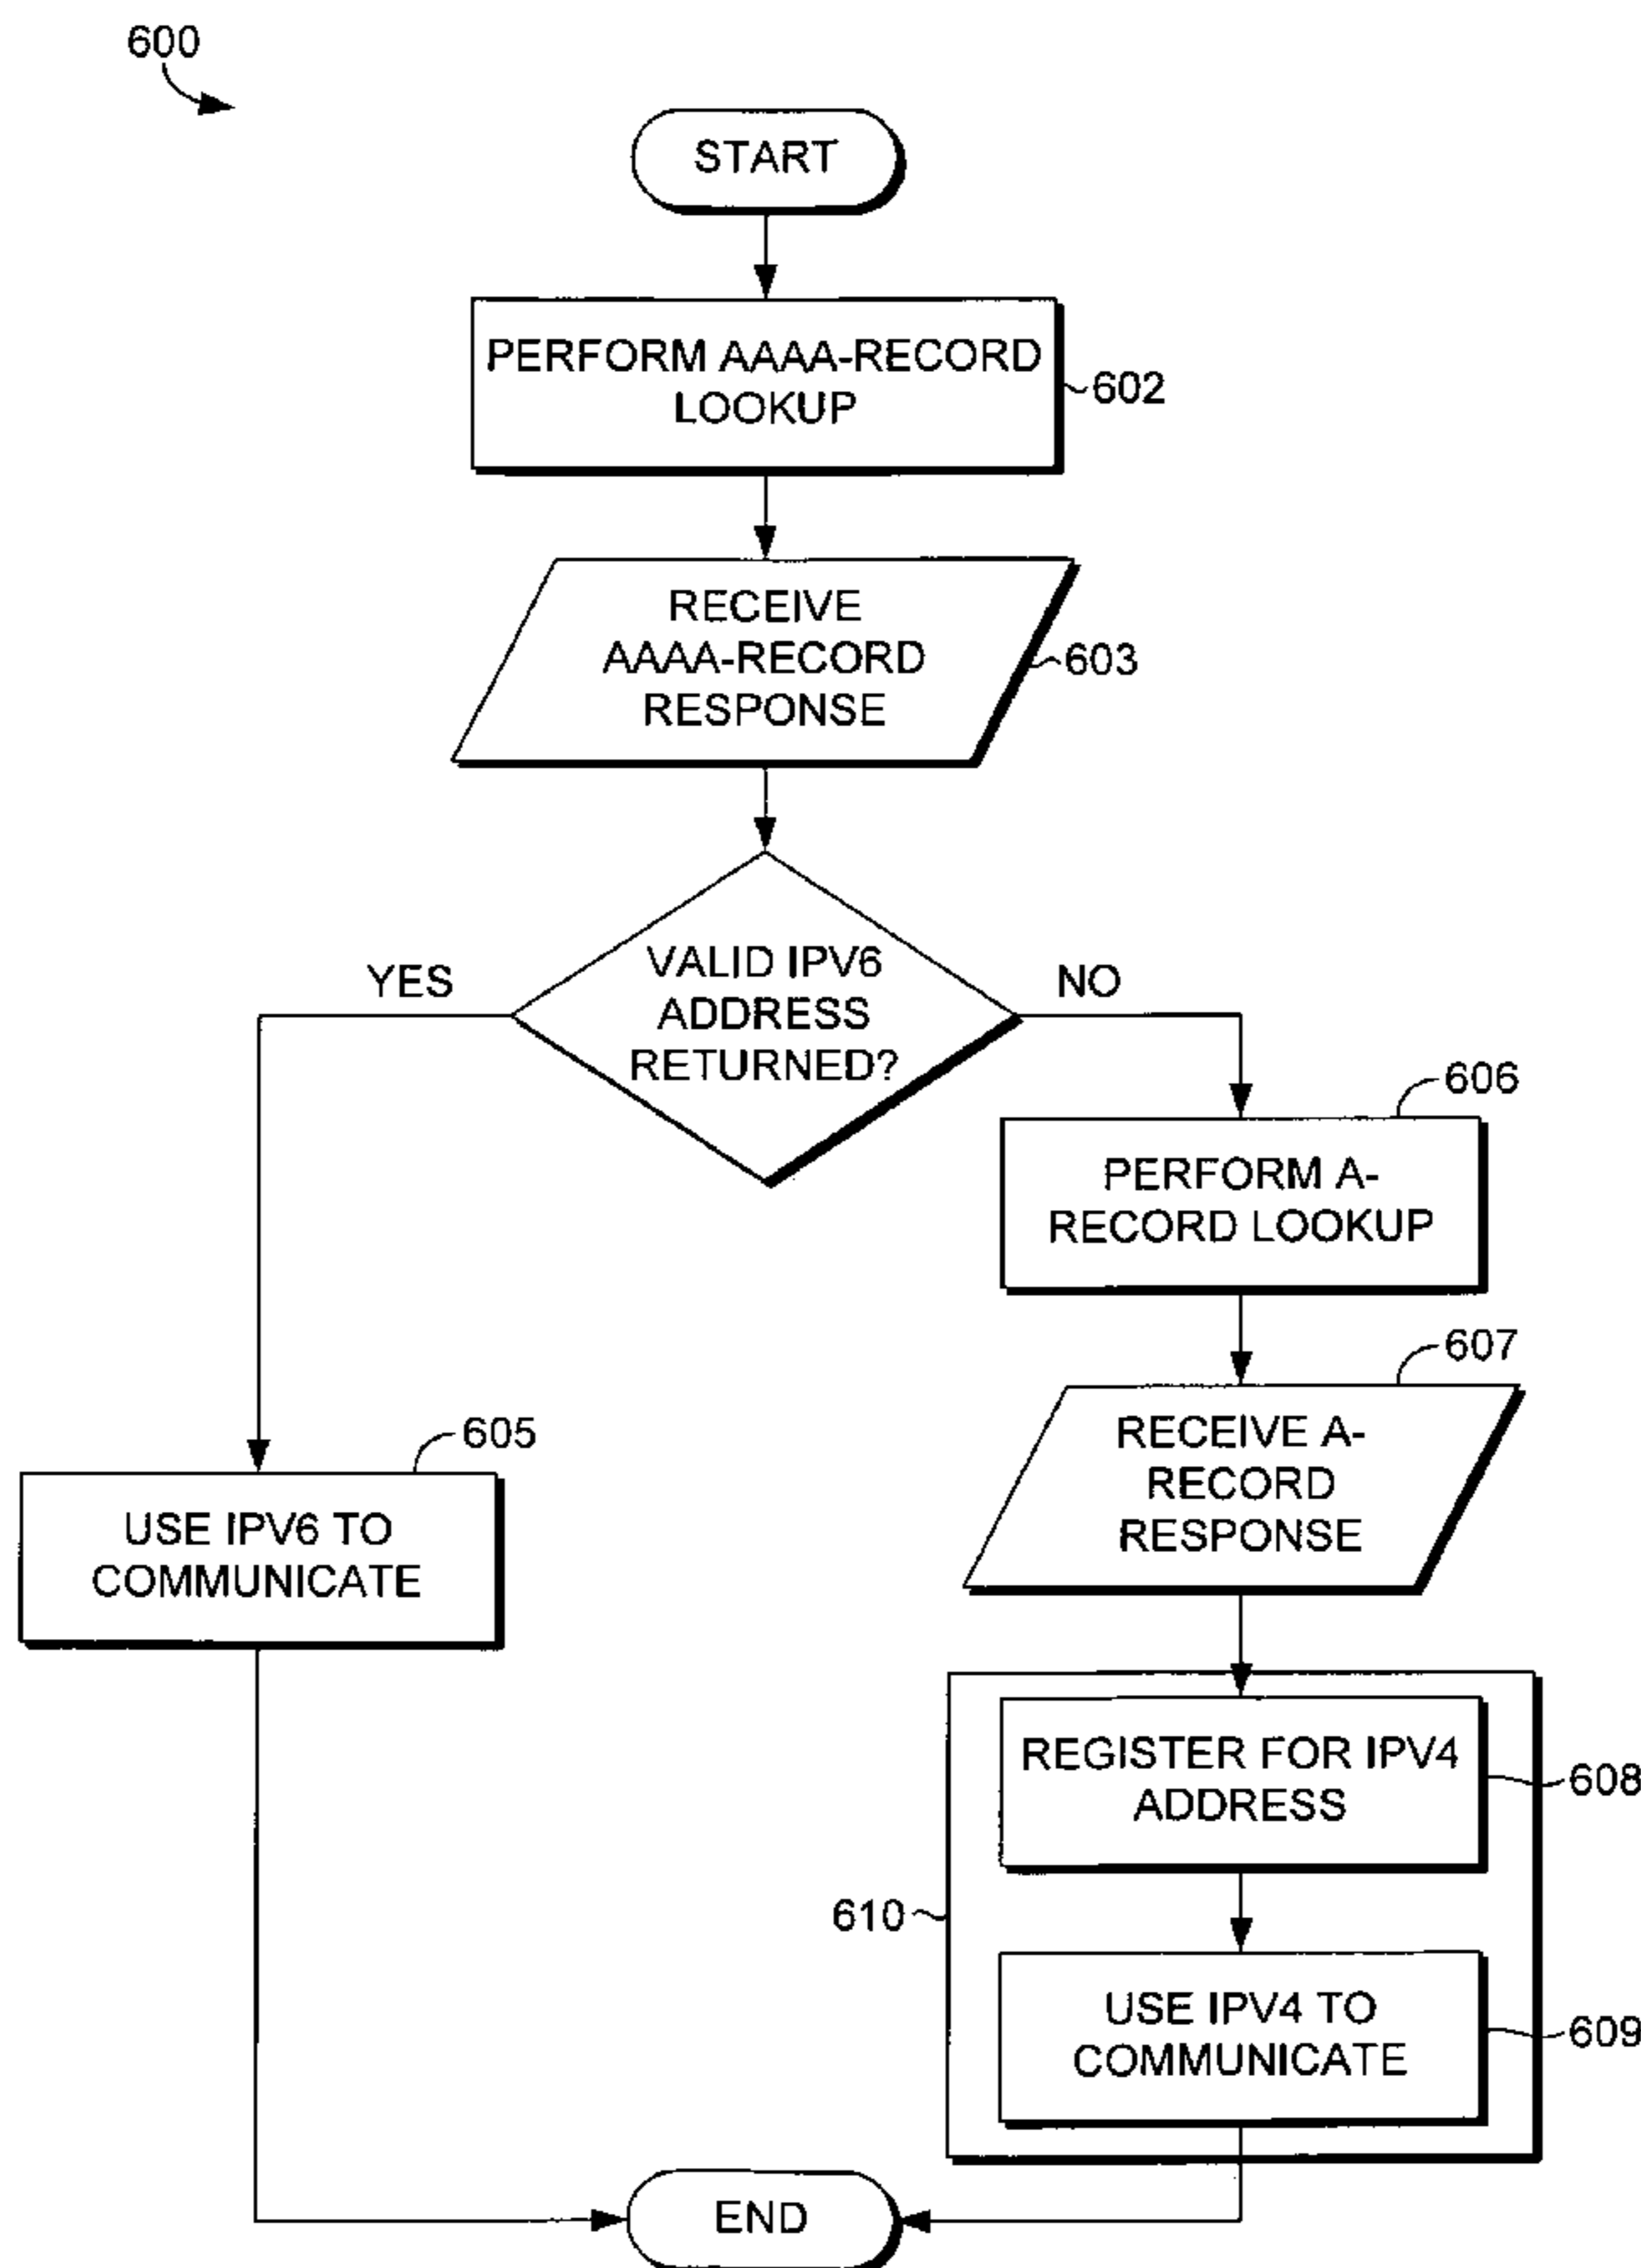 600
START
PERFORM AAAA-RECORD
LOOKUP
602
RECEIVE
AAAA-RECORD
RESPONSE
603
VALID IPV6
ADDRESS
RETURNED?
YES
NO
606
PERFORM A-
RECORD LOOKUP
607
RECEIVE A-
RECORD
RESPONSE
605
USE IPV6 TO
COMMUNICATE
REGISTER FOR IPV4
ADDRESS
608
610
USE IPV4 TO
COMMUNICATE
609
END